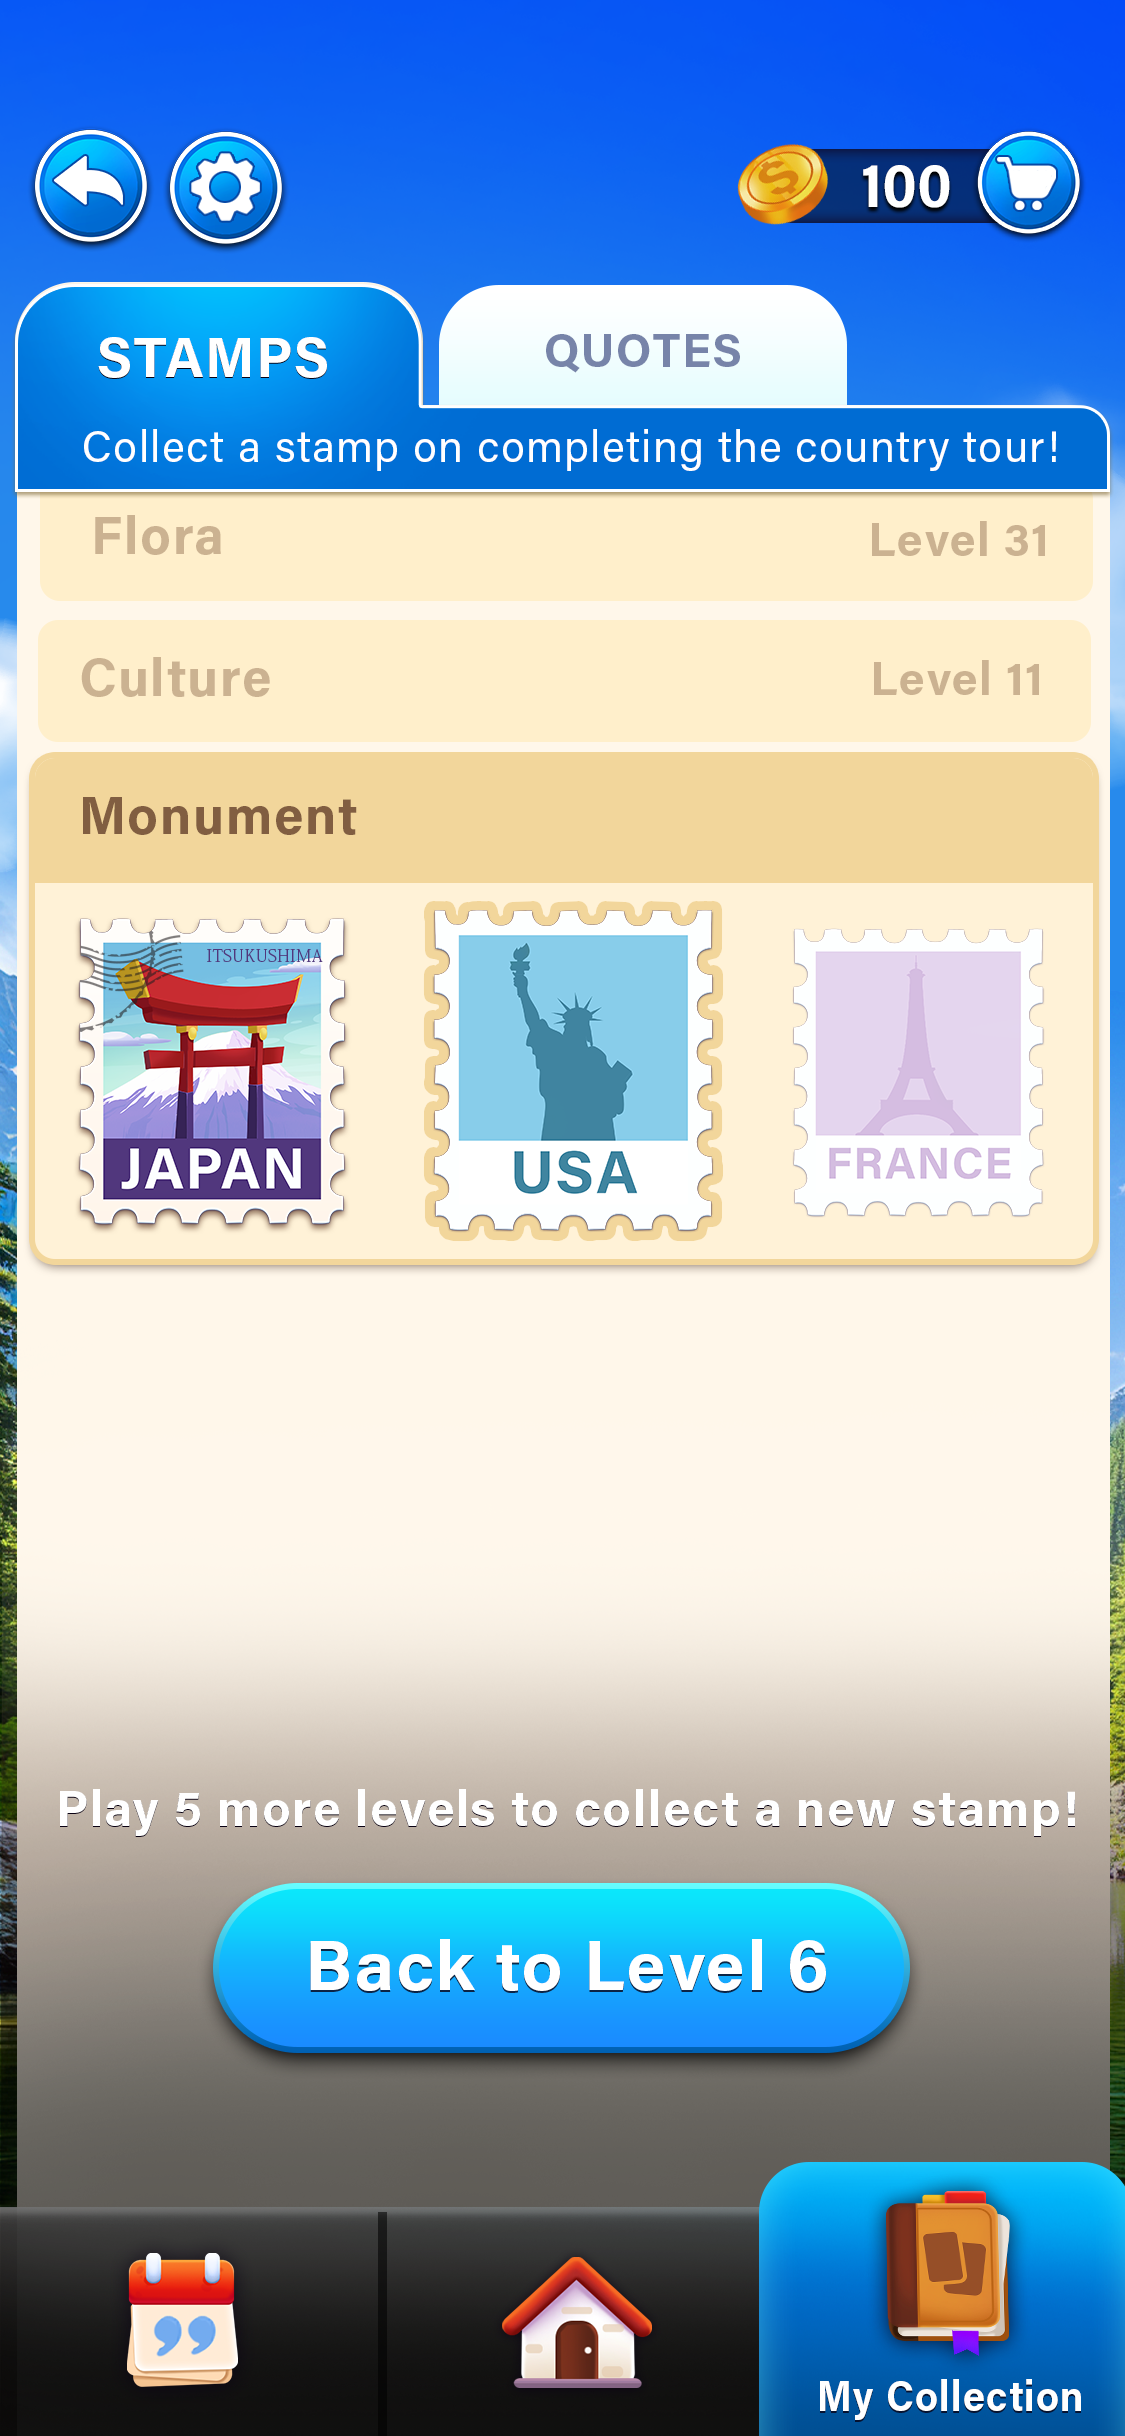 100
STAMPS
QUOTES
Collect a stamp on completing the country tour!
Flora
Level 31
Culture
Level 11
Monument
ITSUKUSHIMA
JAPAN
USA
FRANCE
Play 5 more levels to collect a new stamp!
Back to Level 6
My Collection